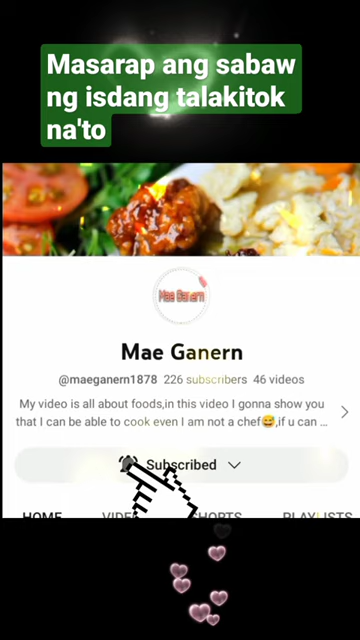 Masarap ang sabaw
ng isdang talakitok
na'to
Mae Ganern
Mae Ganern
@maeganern1878 226 subscribers 46 videos
My video is all about foods,in this video I gonna show you
that I can be able to cook even I am not a chef😅,if u can ...
Subscribed
HOME VIDE SHORTS PLAYLISTS